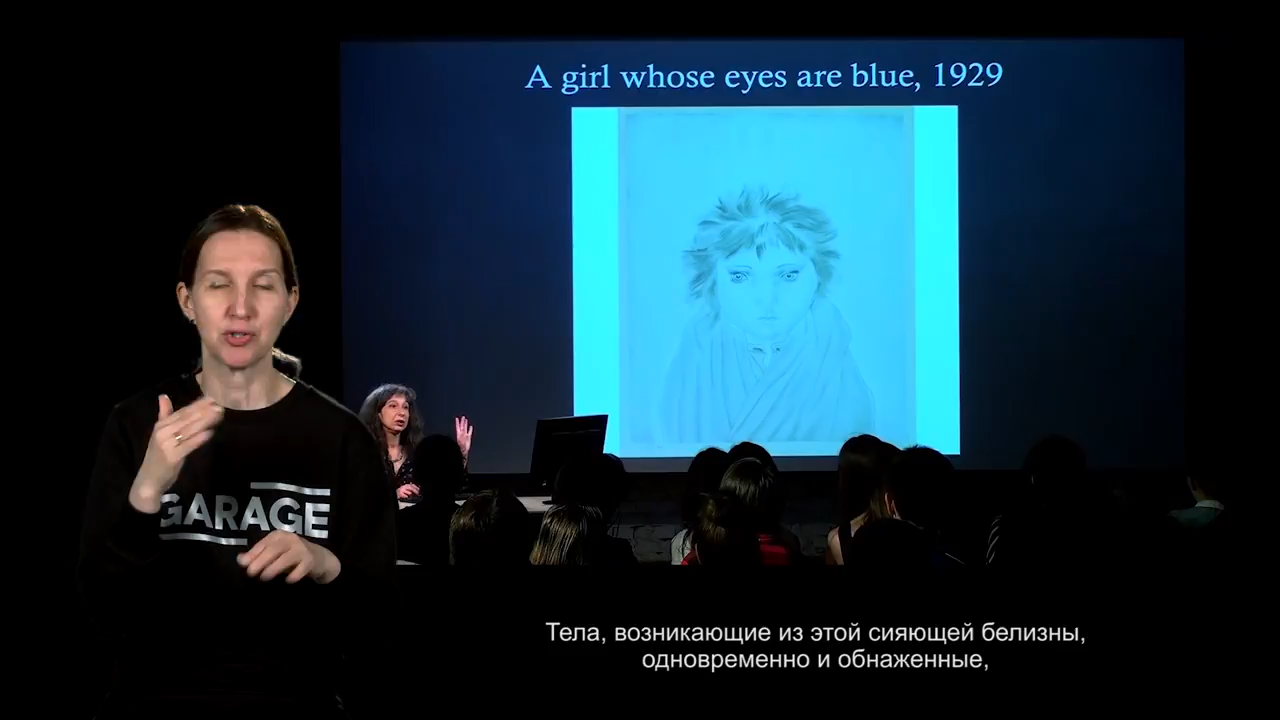 A girl whose eyes are blue, 1929
GARAGE
Тела, возникающие из этой сияющей белизны,
одновременно и обнаженные,